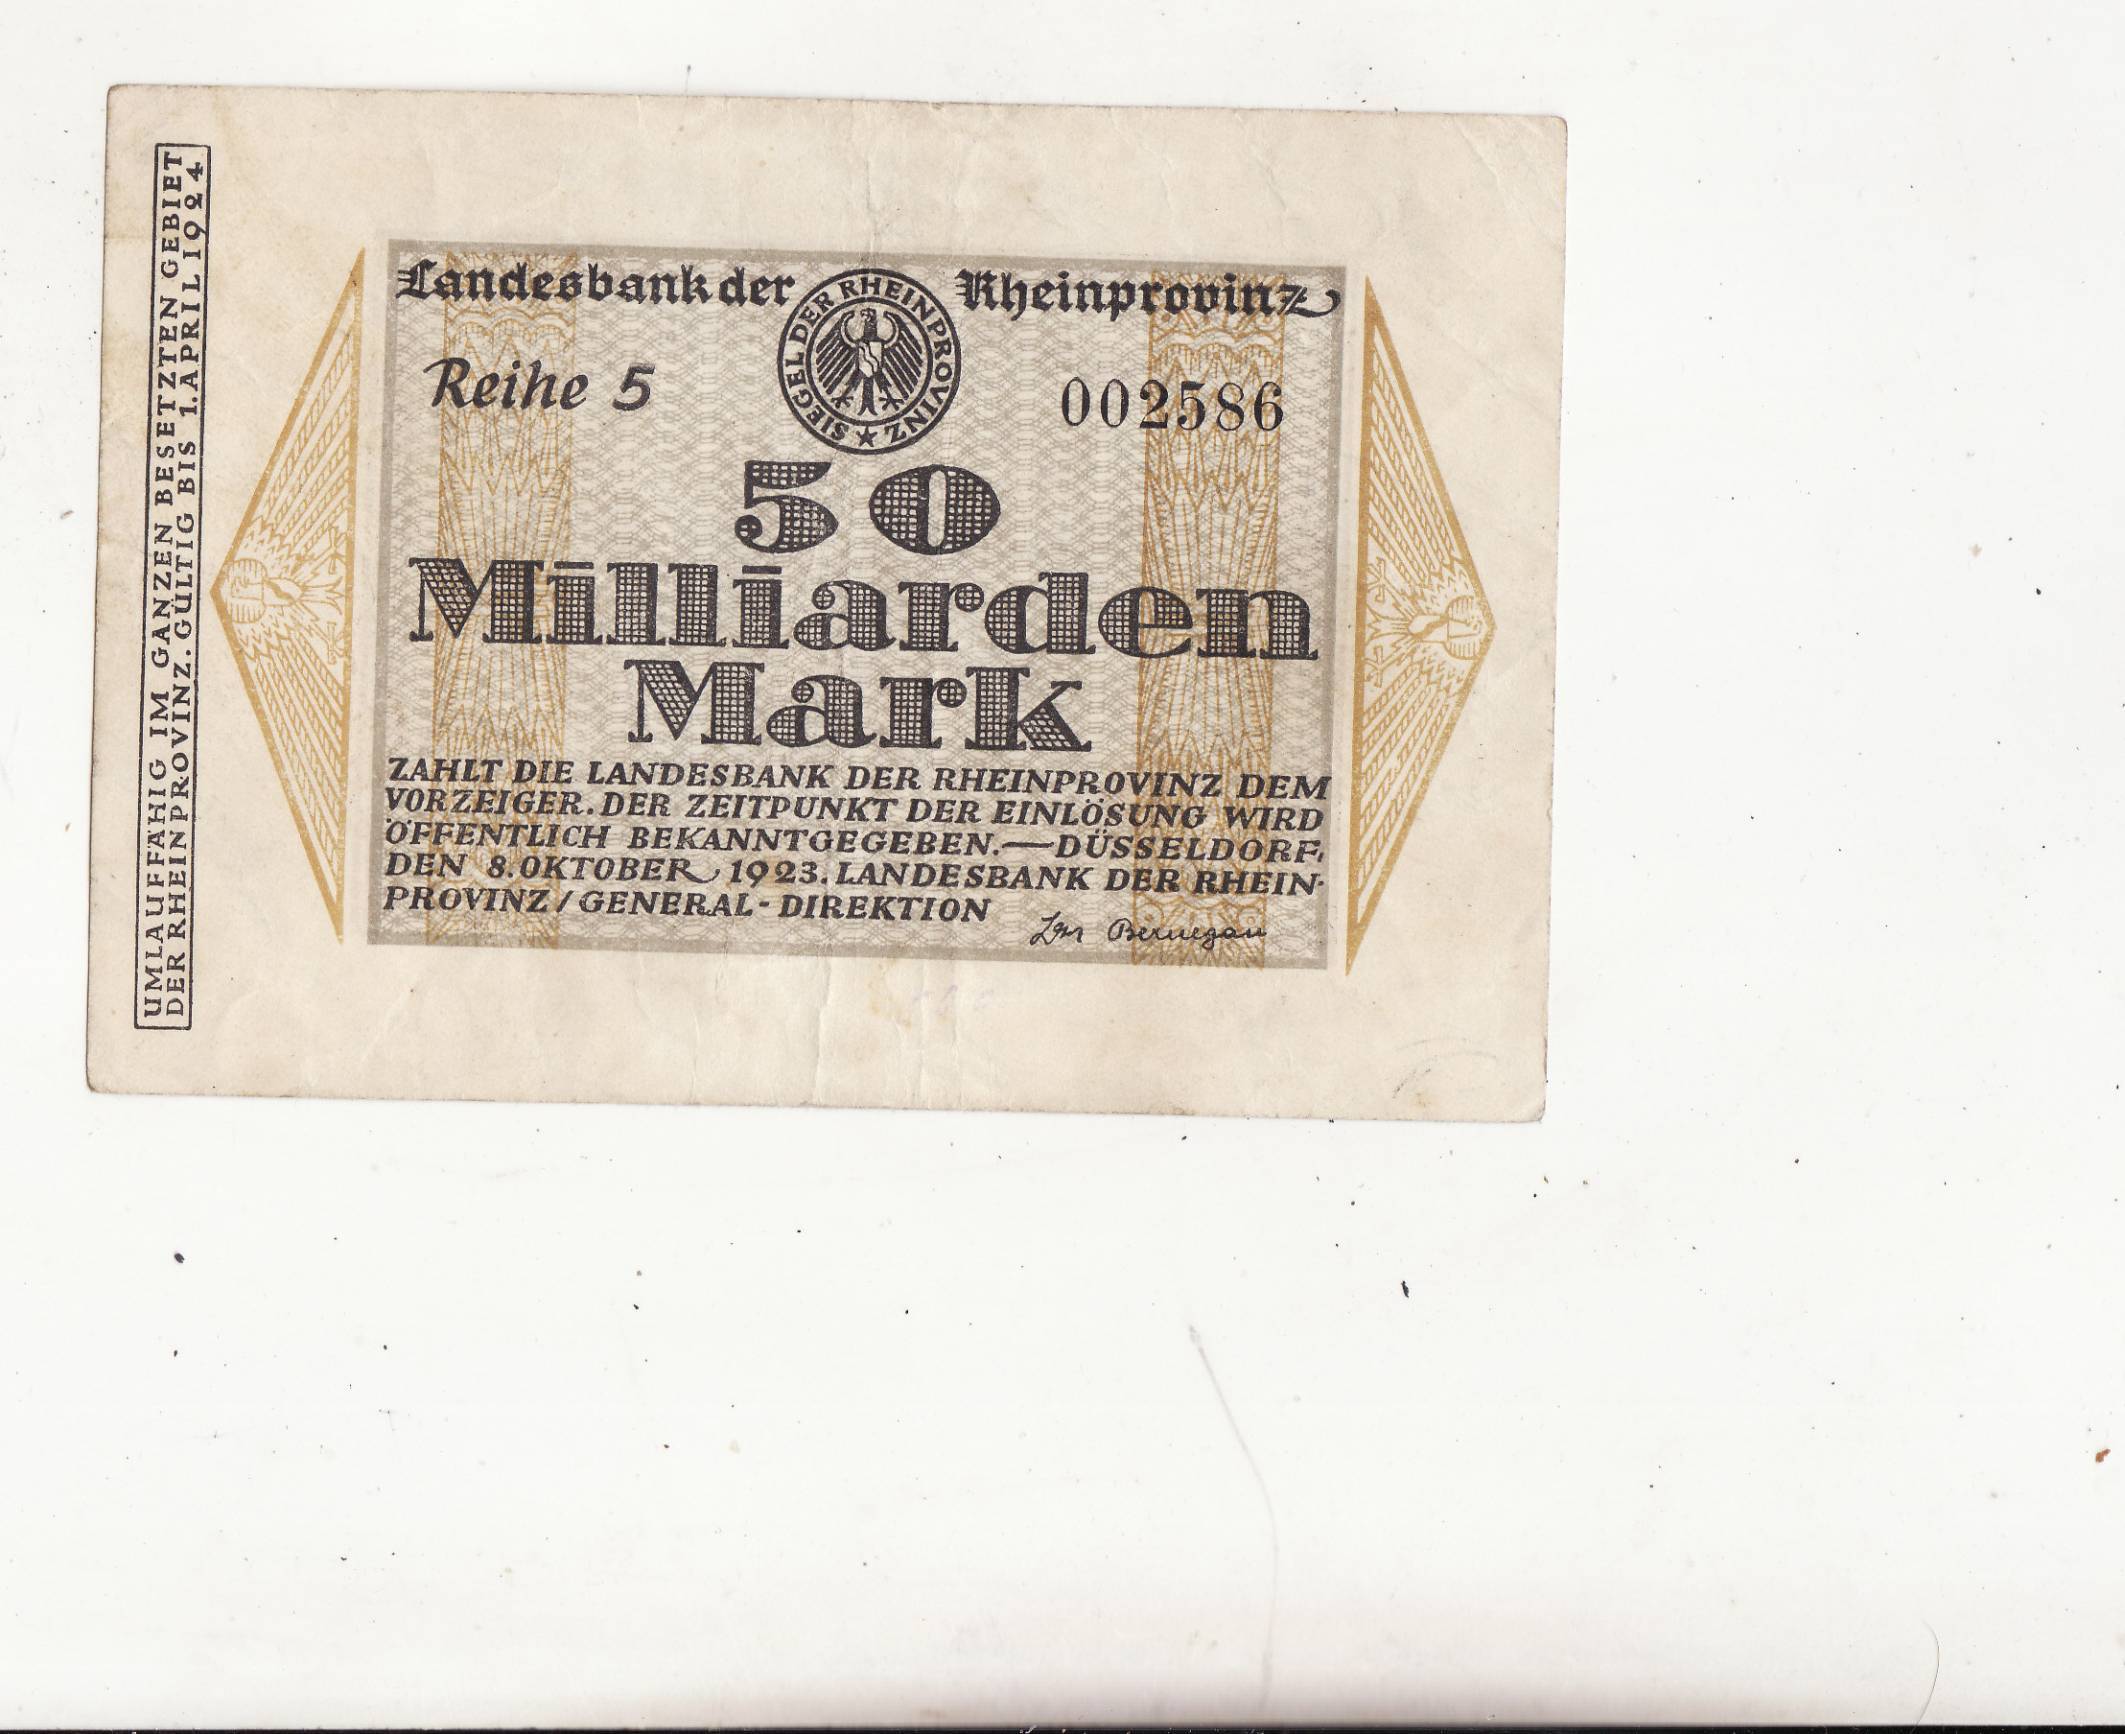 UMLAUFFÄHIG IM GANZEN BESETZTEN GEBIET
DER RHEINPROVINZ. GÜLTIG BIS 1. APRIL 1924
Landesbank der Rheinprovinz
SIEGEL DER RHEINPROVINZ
Reihe 5
002586
50
Milliarden
Mark
ZAHLT DIE LANDESBANK DER RHEINPROVINZ DEM
VORZEIGER. DER ZEITPUNKT DER EINLÖSUNG WIRD
ÖFFENTLICH BEKANNTGEGEBEN.—DÜSSELDORF,
DEN 8. OKTOBER 1923. LANDESBANK DER RHEIN-
PROVINZ / GENERAL-DIREKTION
Bernegau